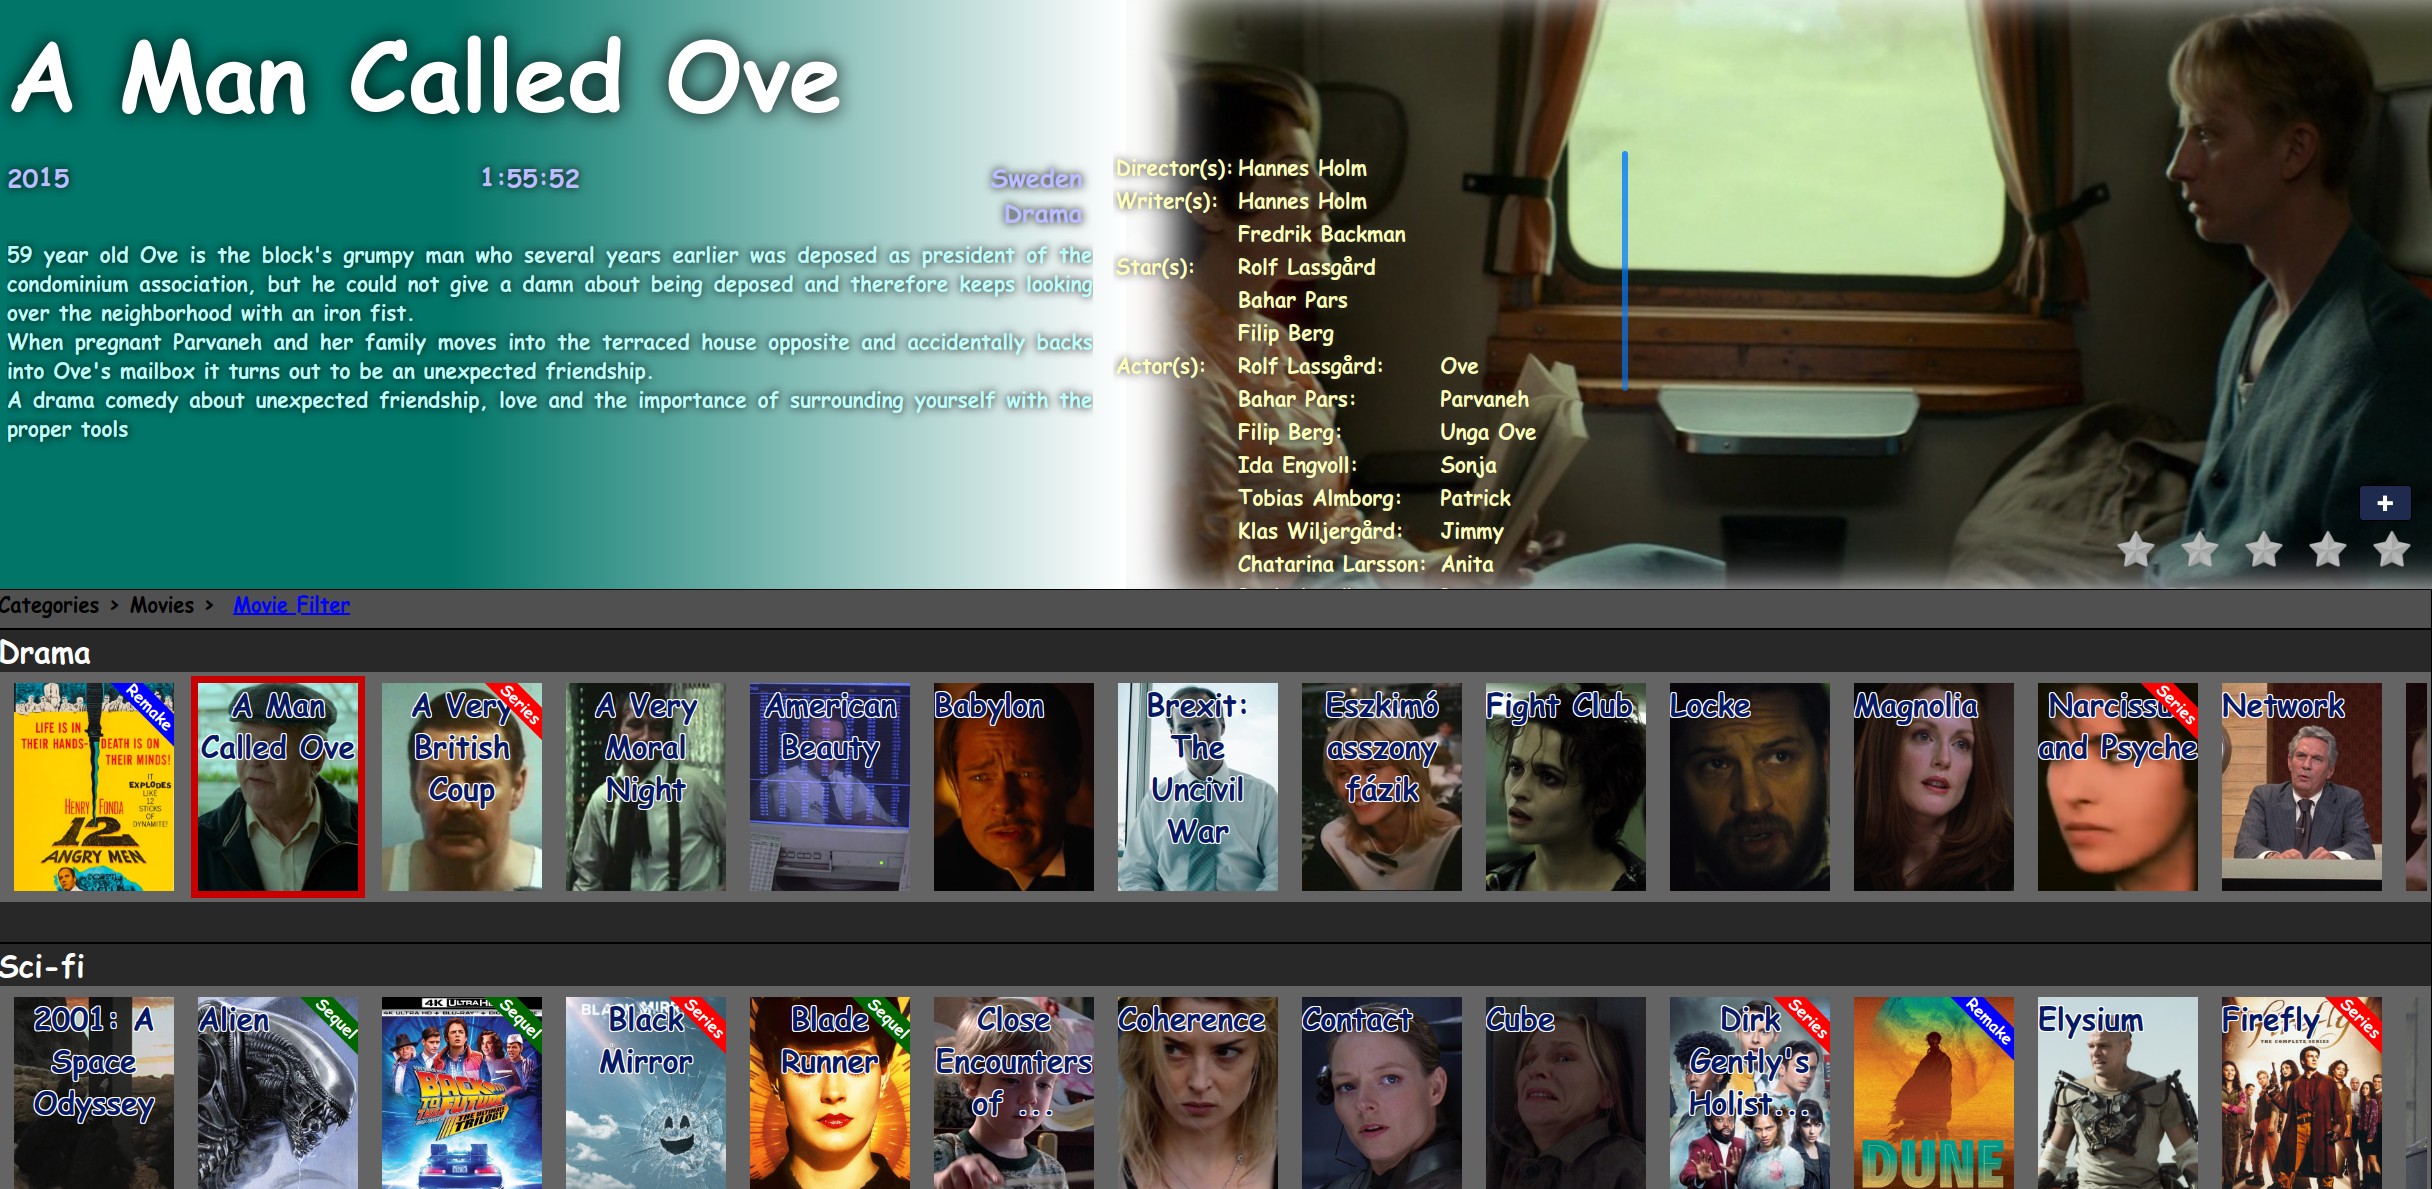 A Man Called Ove
2015 1:55:52 Sweden
Drama
59 year old Ove is the block's grumpy man who several years earlier was deposed as president of the
condominium association, but he could not give a damn about being deposed and therefore keeps looking
over the neighborhood with an iron fist.
When pregnant Parvaneh and her family moves into the terraced house opposite and accidentally backs
into Ove's mailbox it turns out to be an unexpected friendship.
A drama comedy about unexpected friendship, love and the importance of surrounding yourself with the
proper tools
Director(s): Hannes Holm
Writer(s): Hannes Holm
Fredrik Backman
Star(s): Rolf Lassgård
Bahar Pars
Filip Berg
Actor(s): Rolf Lassgård: Ove
Bahar Pars: Parvaneh
Filip Berg: Unga Ove
Ida Engvoll: Sonja
Tobias Almborg: Patrick
Klas Wiljergård: Jimmy
Chatarina Larsson: Anita
+
Categories > Movies > Movie Filter
Drama
Remake
LIFE IS IN
THEIR HANDS- DEATH IS ON
THEIR MINDS!
IT
EXPLODES
LIKE
12
STICKS
OF
DYNAMITE!
HENRY FONDA
12
ANGRY MEN
A Man
Called Ove
Series
A Very
British
Coup
A Very
Moral
Night
American
Beauty
Babylon
Brexit:
The
Uncivil
War
Eszkimó
asszony
fázik
Fight Club
Locke
Magnolia
Series
and Psyche
Network
Sci-fi
2001: A
Space
Odyssey
Alien
Sequel
4K ULTRA HD
Sequel
BACK
TO THE
FUTURE
THE ULTIMATE
TRILOGY
Black
Mirror
Series
Blade
Runner
Sequel
Close
Encounters
of ...
Coherence
Contact
Cube
Dirk
Gently's
Holist...
Series
Remake
DUNE
Elysium
Firefly
Series
THE COMPLETE SERIES